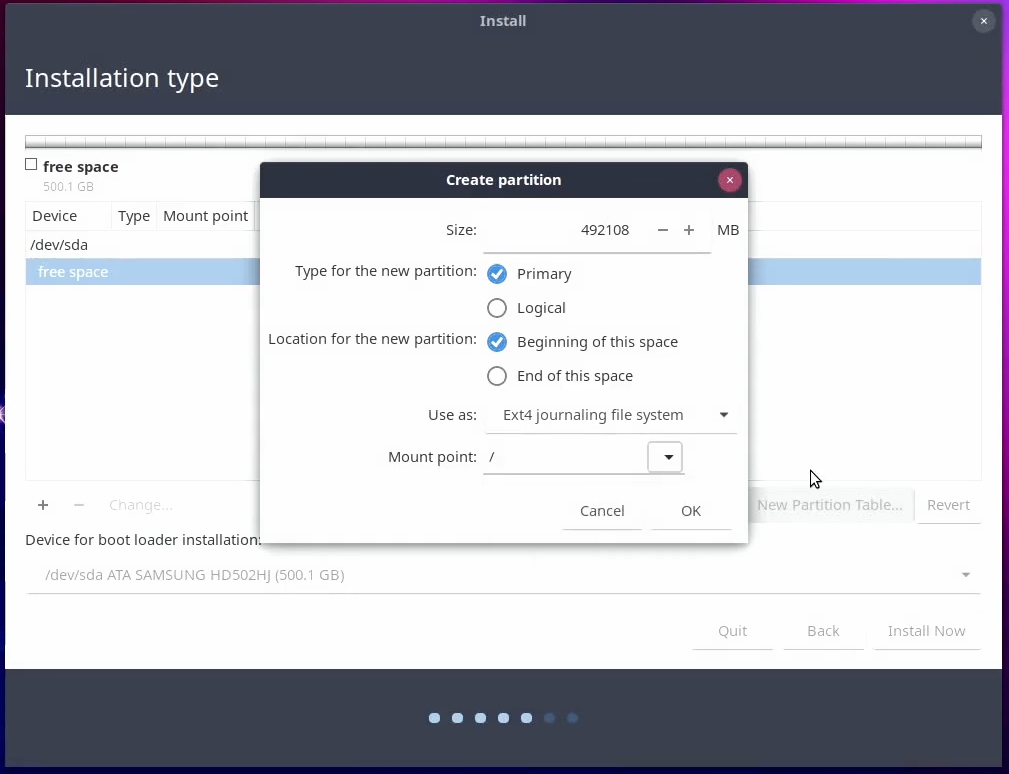 Install
Installation type
free space
500.1 GB
Device Type Mount point
/dev/sda
free space
Create partition
Size: 492108 MB
Type for the new partition: Primary
Logical
Location for the new partition: Beginning of this space
End of this space
Use as: Ext4 journaling file system
Mount point: /
Cancel OK
+ − Change... New Partition Table... Revert
Device for boot loader installation:
/dev/sda ATA SAMSUNG HD502HJ (500.1 GB)
Quit Back Install Now